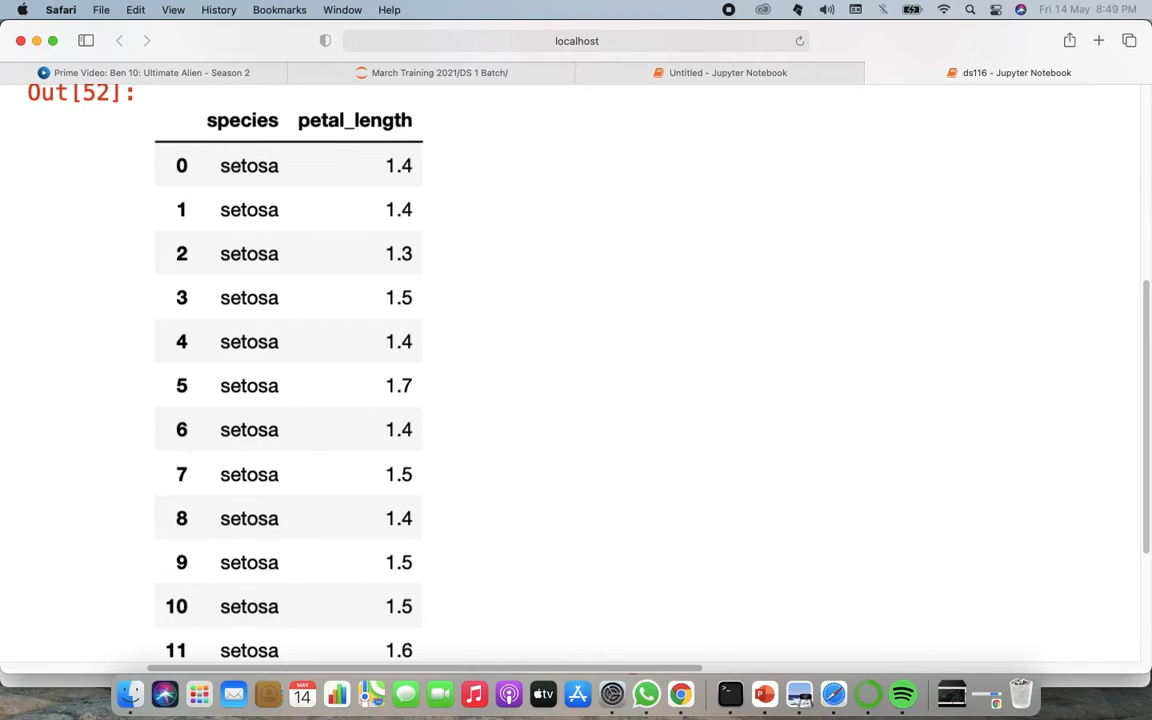 Safari File Edit View History Bookmarks Window Help Fri 14 May 8:49 PM
localhost
Prime Video: Ben 10: Ultimate Alien - Season 2 March Training 2021/DS 1 Batch/ Untitled - Jupyter Notebook ds116 - Jupyter Notebook
Out[52]:
species petal_length
0 setosa 1.4
1 setosa 1.4
2 setosa 1.3
3 setosa 1.5
4 setosa 1.4
5 setosa 1.7
6 setosa 1.4
7 setosa 1.5
8 setosa 1.4
9 setosa 1.5
10 setosa 1.5
11 setosa 1.6
MAY
14
tv